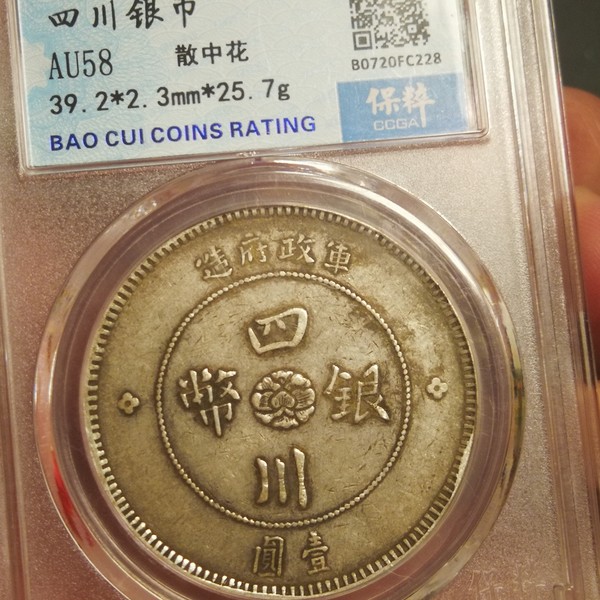 四川银币
AU58 散中花
B0720FC228
39.2*2.3mm*25.7g
保粹
CCGA
BAO CUI COINS RATING
軍政府造
四川
銀幣
壹圓